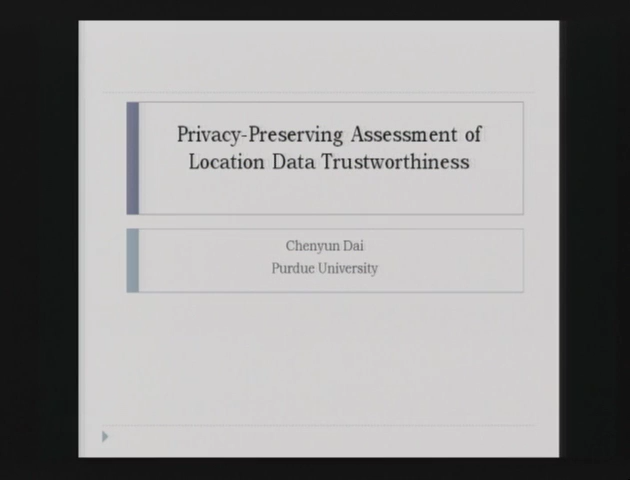 Privacy-Preserving Assessment of
Location Data Trustworthiness
Chenyun Dai
Purdue University